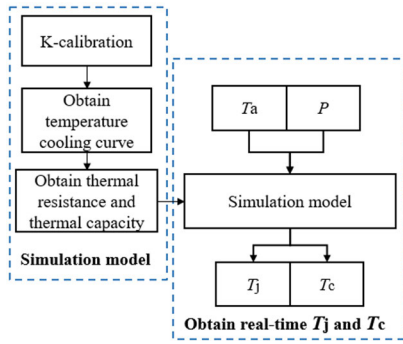 K-calibration
Obtain
temperature
cooling curve
Obtain thermal
resistance and
thermal capacity
Simulation model
Ta
P
Simulation model
Tj
Tc
Obtain real-time Tj and Tc